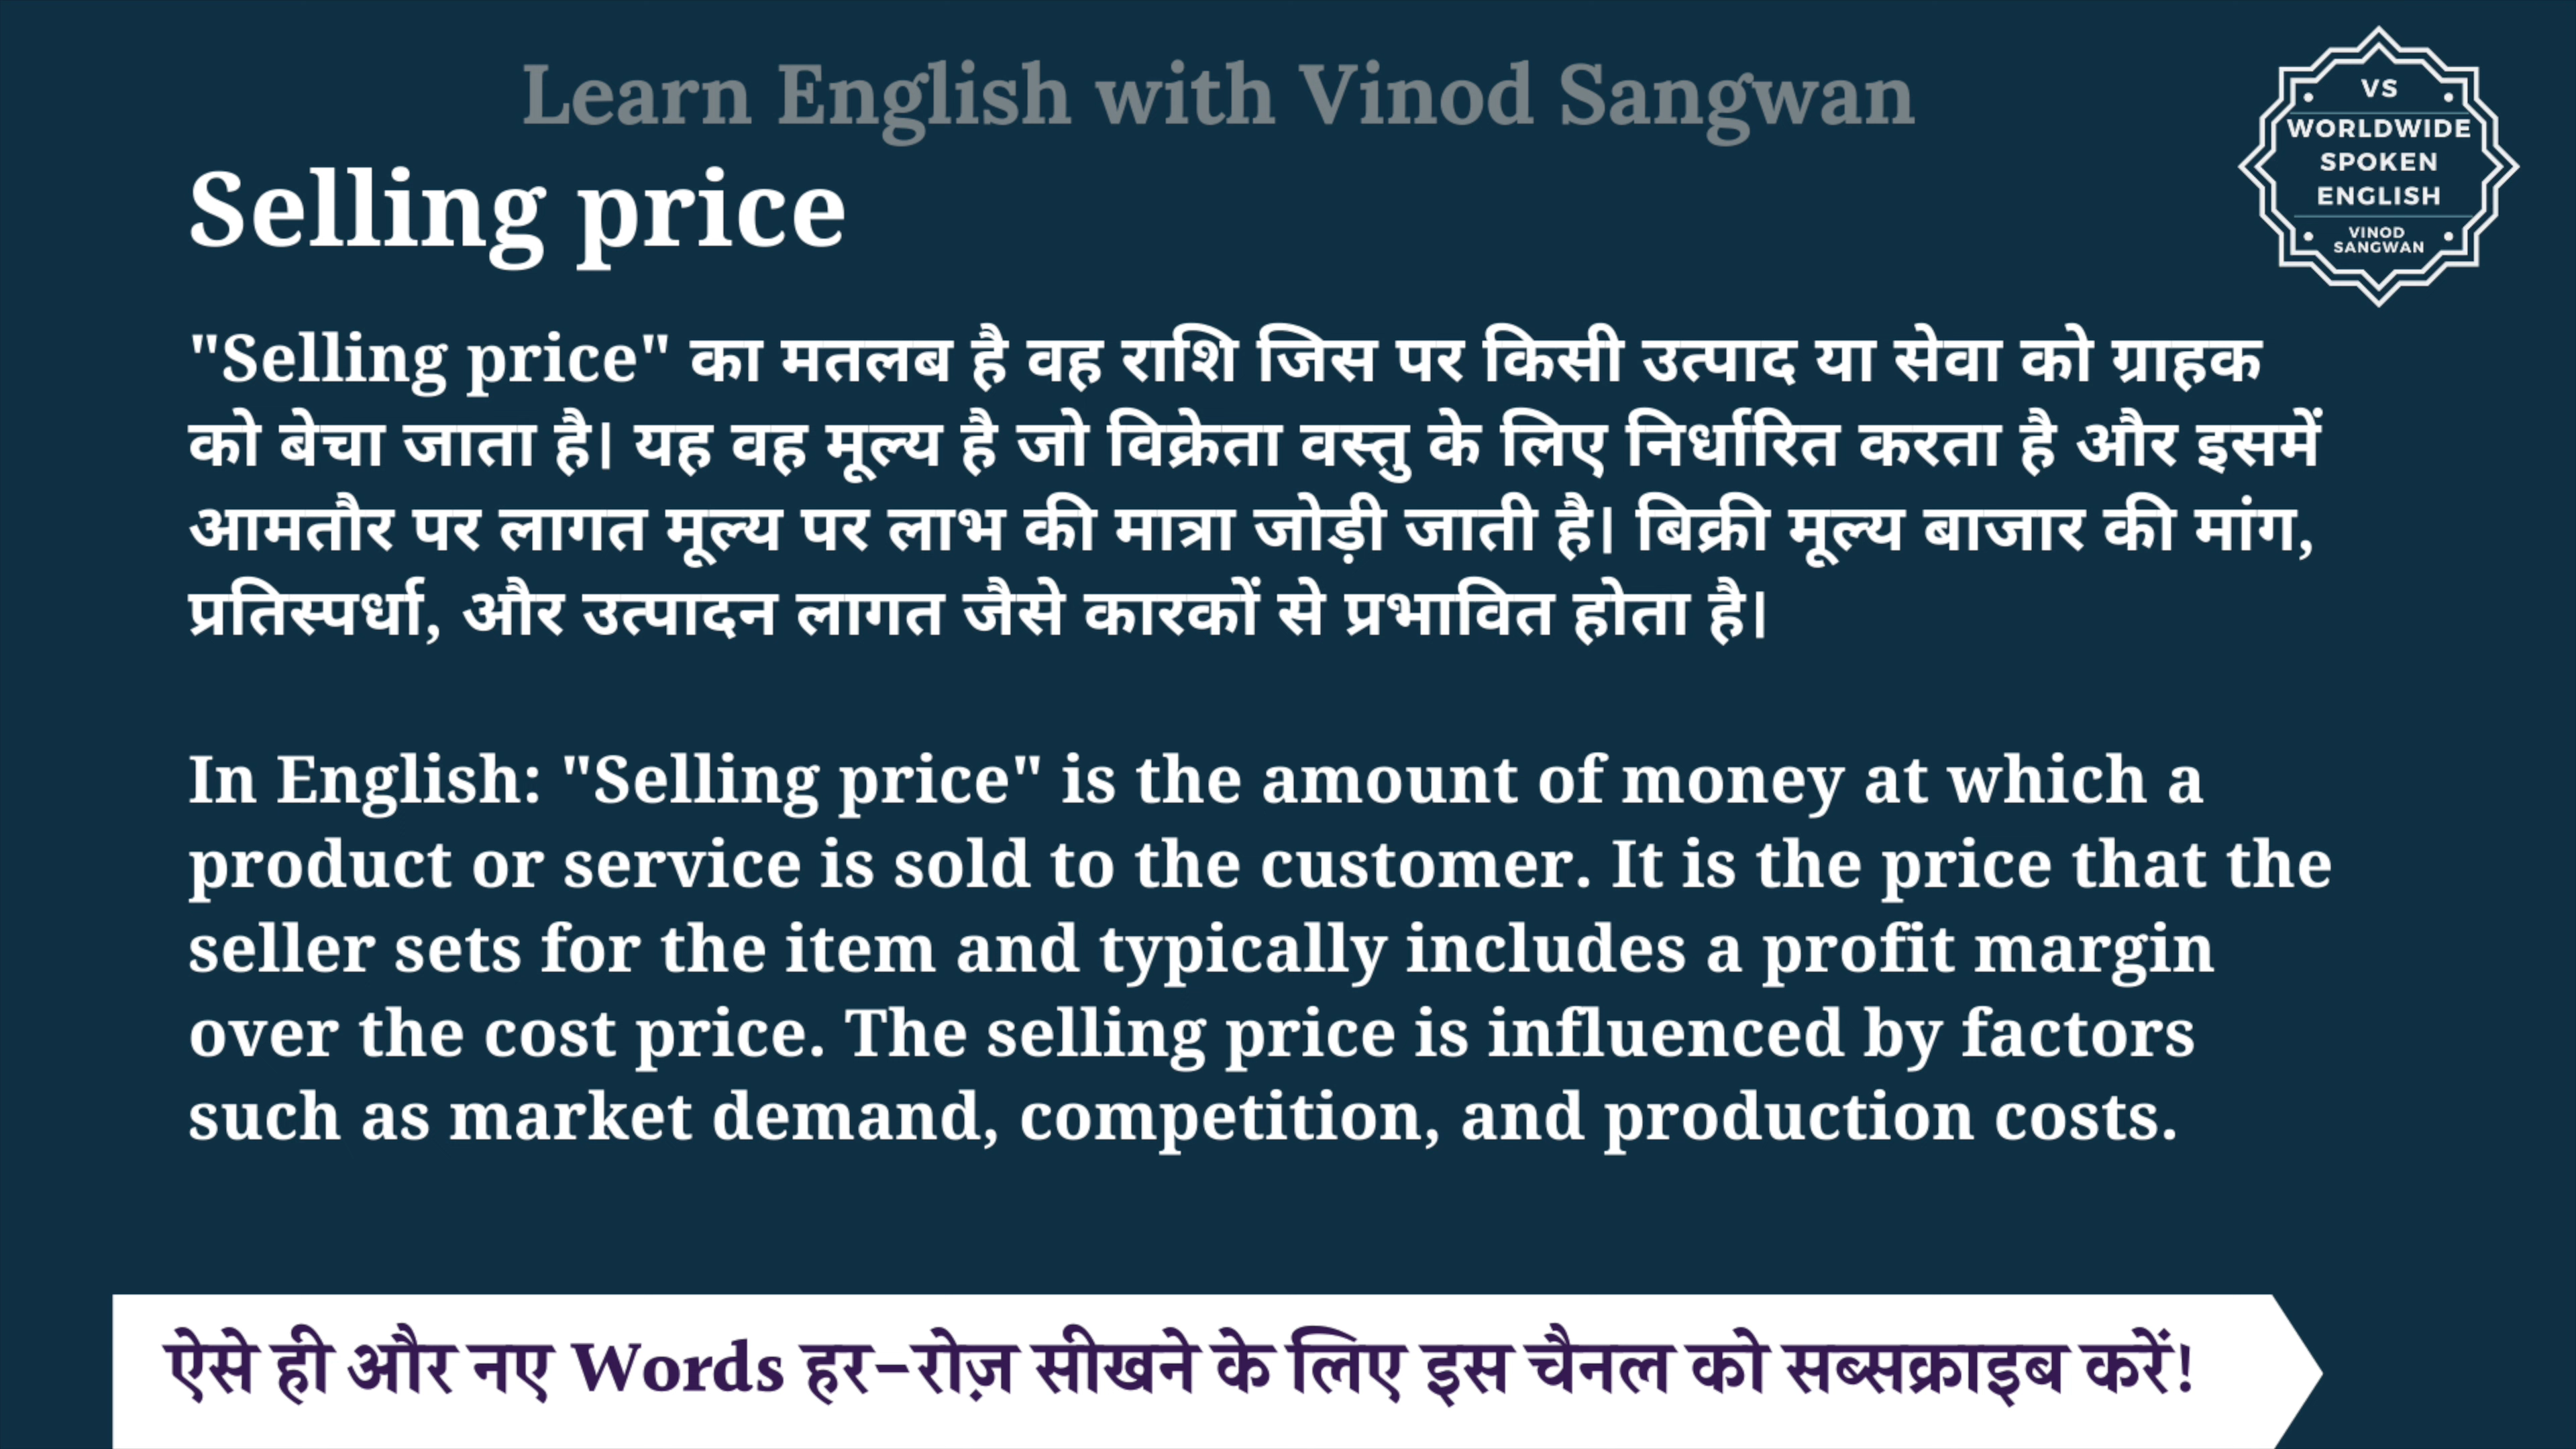 Learn English with Vinod Sangwan
VS
WORLDWIDE
SPOKEN
ENGLISH
VINOD
SANGWAN
Selling price
"Selling price" का मतलब है वह राशि जिस पर किसी उत्पाद या सेवा को ग्राहक
को बेचा जाता है। यह वह मूल्य है जो विक्रेता वस्तु के लिए निर्धारित करता है और इसमें
आमतौर पर लागत मूल्य पर लाभ की मात्रा जोड़ी जाती है। बिक्री मूल्य बाजार की मांग,
प्रतिस्पर्धा, और उत्पादन लागत जैसे कारकों से प्रभावित होता है।
In English: "Selling price" is the amount of money at which a
product or service is sold to the customer. It is the price that the
seller sets for the item and typically includes a profit margin
over the cost price. The selling price is influenced by factors
such as market demand, competition, and production costs.
ऐसे ही और नए Words हर-रोज़ सीखने के लिए इस चैनल को सब्सक्राइब करें!